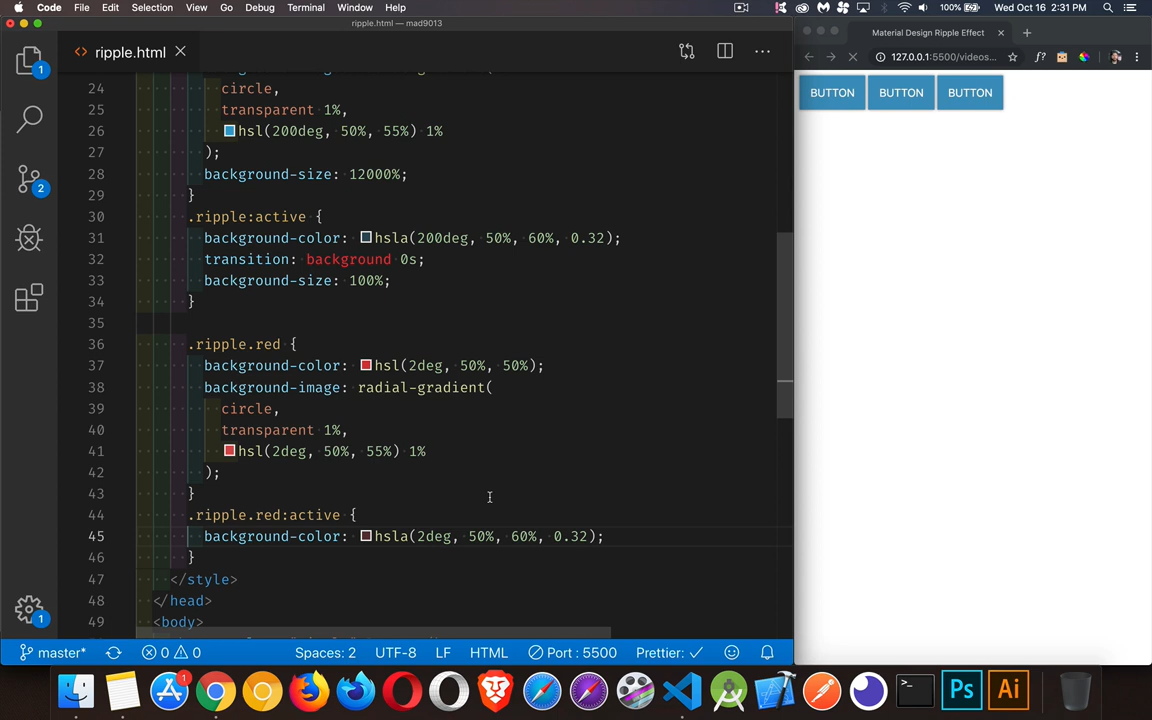 Code File Edit Selection View Go Debug Terminal Window Help 100% Wed Oct 16 2:31 PM
ripple.html — mad9013
ripple.html
24 circle,
25 transparent 1%,
26 hsl(200deg, 50%, 55%) 1%
27 );
28 background-size: 12000%;
29 }
30 .ripple:active {
31 background-color: hsla(200deg, 50%, 60%, 0.32);
32 transition: background 0s;
33 background-size: 100%;
34 }
35
36 .ripple.red {
37 background-color: hsl(2deg, 50%, 50%);
38 background-image: radial-gradient(
39 circle,
40 transparent 1%,
41 hsl(2deg, 50%, 55%) 1%
42 );
43 }
44 .ripple.red:active {
45 background-color: hsla(2deg, 50%, 60%, 0.32);
46 }
47 </style>
48 </head>
49 <body>
1
2
1
master* 0 0 Spaces: 2 UTF-8 LF HTML Port : 5500 Prettier: ✓
Material Design Ripple Effect
127.0.0.1:5500/videos... f?
BUTTON BUTTON BUTTON
1
>_
Ps
Ai